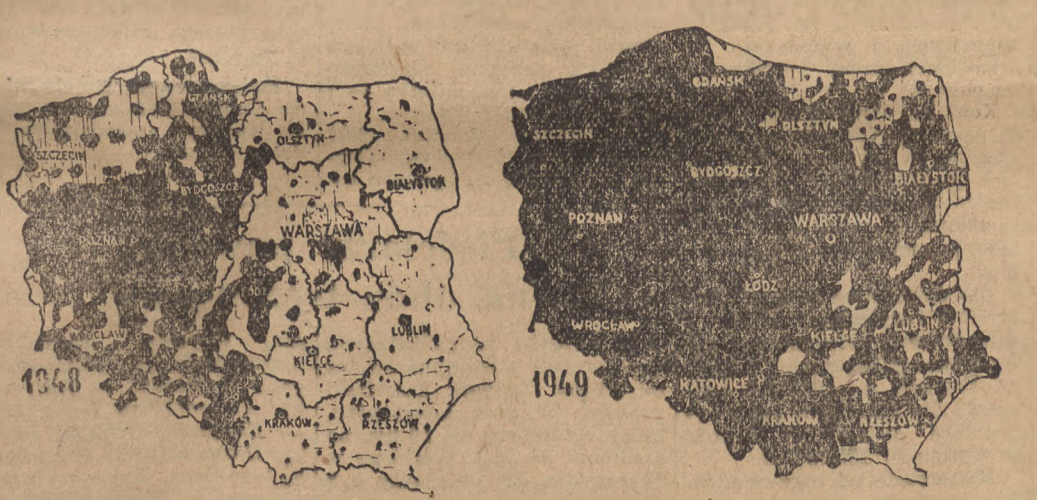 GDAŃSK
SZCZECIN
OLSZTYN
BYDGOSZCZ
BIAŁYSTOK
POZNAŃ
WARSZAWA
LUBLIN
KIELCE
KRAKÓW
RZESZÓW
1948
GDAŃSK
SZCZECIN
OLSZTYN
BYDGOSZCZ
BIAŁYSTOK
POZNAŃ
WARSZAWA
ŁÓDŹ
WROCŁAW
LUBLIN
KIELCE
KATOWICE
KRAKÓW
RZESZÓW
1949